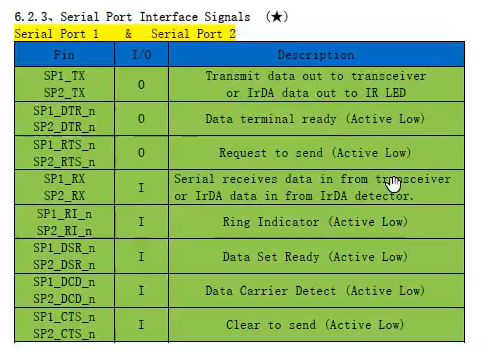 6.2.3、Serial Port Interface Signals （★）
Serial Port 1 & Serial Port 2
Pin I/O Description
SP1_TX
SP2_TX
O
Transmit data out to transceiver
or IrDA data out to IR LED
SP1_DTR_n
SP2_DTR_n
O
Data terminal ready (Active Low)
SP1_RTS_n
SP2_RTS_n
O
Request to send (Active Low)
SP1_RX
SP2_RX
I
Serial receives data in from transceiver
or IrDA data in from IrDA detector.
SP1_RI_n
SP2_RI_n
I
Ring Indicator (Active Low)
SP1_DSR_n
SP2_DSR_n
I
Data Set Ready (Active Low)
SP1_DCD_n
SP2_DCD_n
I
Data Carrier Detect (Active Low)
SP1_CTS_n
SP2_CTS_n
I
Clear to send (Active Low)